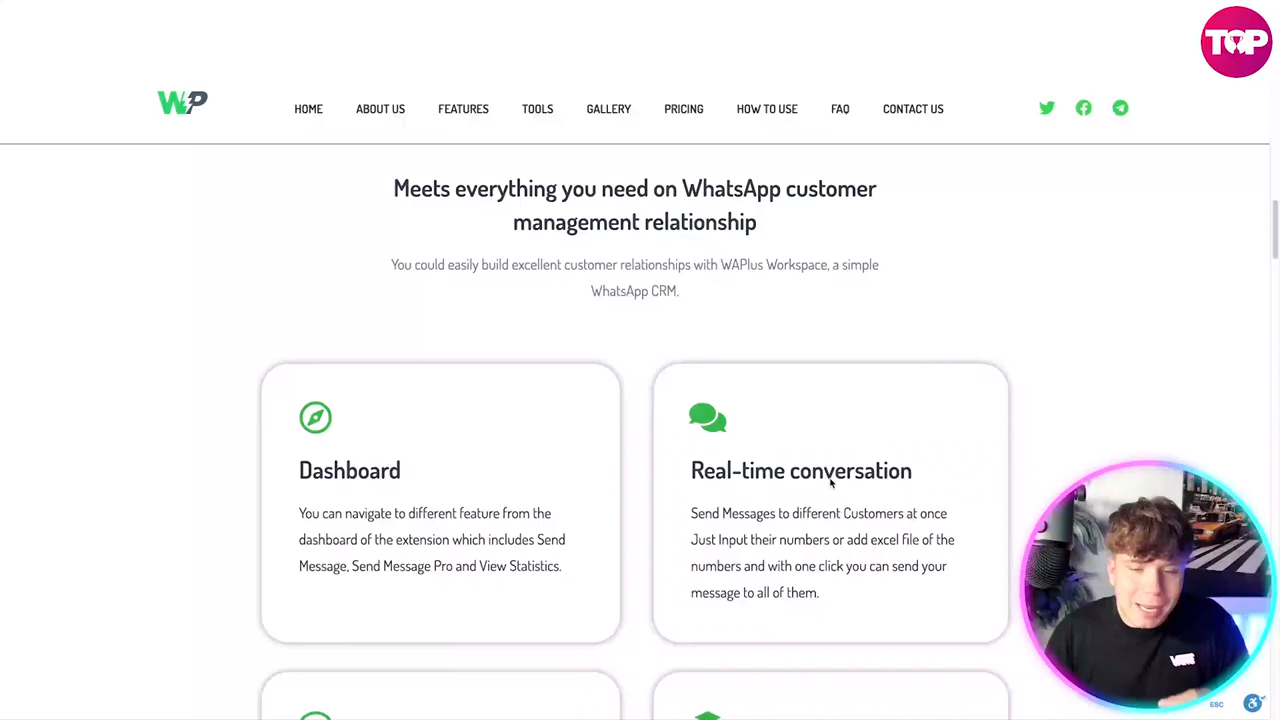 TOP
WP
HOME ABOUT US FEATURES TOOLS GALLERY PRICING HOW TO USE FAQ CONTACT US
Meets everything you need on WhatsApp customer
management relationship
You could easily build excellent customer relationships with WAPlus Workspace, a simple
WhatsApp CRM.
Dashboard
You can navigate to different feature from the
dashboard of the extension which includes Send
Message, Send Message Pro and View Statistics.
Real-time conversation
Send Messages to different Customers at once
Just Input their numbers or add excel file of the
numbers and with one click you can send your
message to all of them.
VANS
ESC